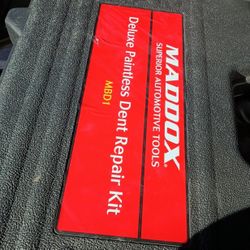 MADDOX
SUPERIOR AUTOMOTIVE TOOLS
Deluxe Paintless Dent Repair Kit
MBD1